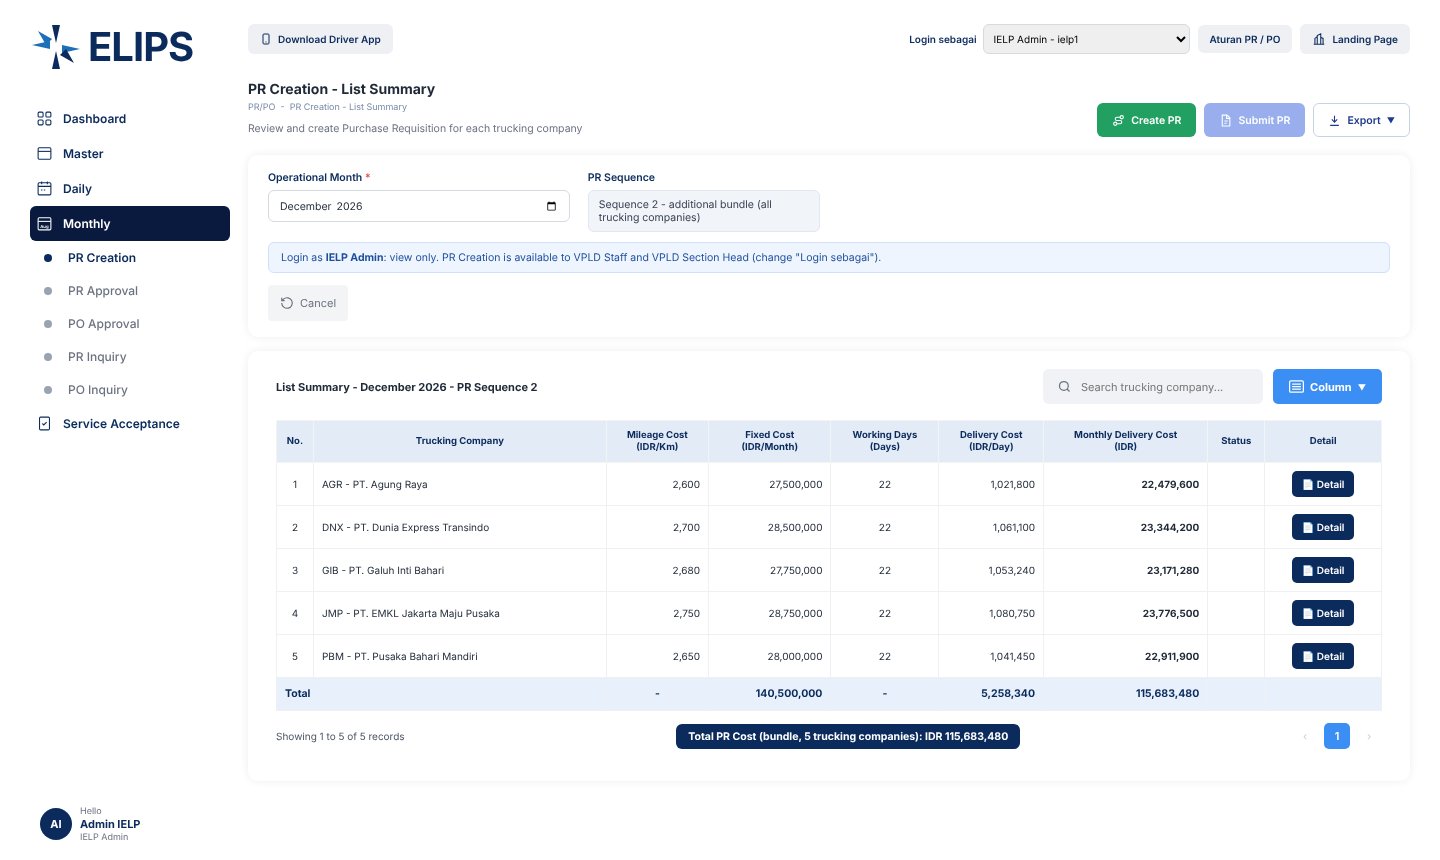 ELIPS
Download Driver App
Login sebagai
IELP Admin - ielp1
Aturan PR / PO
Landing Page
PR Creation - List Summary
PR/PO - PR Creation - List Summary
Review and create Purchase Requisition for each trucking company
Create PR
Submit PR
Export ▼
Dashboard
Master
Daily
Monthly
PR Creation
PR Approval
PO Approval
PR Inquiry
PO Inquiry
Service Acceptance
Operational Month *
December 2026
PR Sequence
Sequence 2 - additional bundle (all
trucking companies)
Login as IELP Admin: view only. PR Creation is available to VPLD Staff and VPLD Section Head (change "Login sebagai").
Cancel
List Summary - December 2026 - PR Sequence 2
Search trucking company...
Column ▼
No. Trucking Company Mileage Cost (IDR/Km) Fixed Cost (IDR/Month) Working Days (Days) Delivery Cost (IDR/Day) Monthly Delivery Cost (IDR) Status Detail
1 AGR - PT. Agung Raya 2,600 27,500,000 22 1,021,800 22,479,600 Detail
2 DNX - PT. Dunia Express Transindo 2,700 28,500,000 22 1,061,100 23,344,200 Detail
3 GIB - PT. Galuh Inti Bahari 2,680 27,750,000 22 1,053,240 23,171,280 Detail
4 JMP - PT. EMKL Jakarta Maju Pusaka 2,750 28,750,000 22 1,080,750 23,776,500 Detail
5 PBM - PT. Pusaka Bahari Mandiri 2,650 28,000,000 22 1,041,450 22,911,900 Detail
Total - 140,500,000 - 5,258,340 115,683,480
Showing 1 to 5 of 5 records
Total PR Cost (bundle, 5 trucking companies): IDR 115,683,480
‹ 1 ›
AI
Hello
Admin IELP
IELP Admin